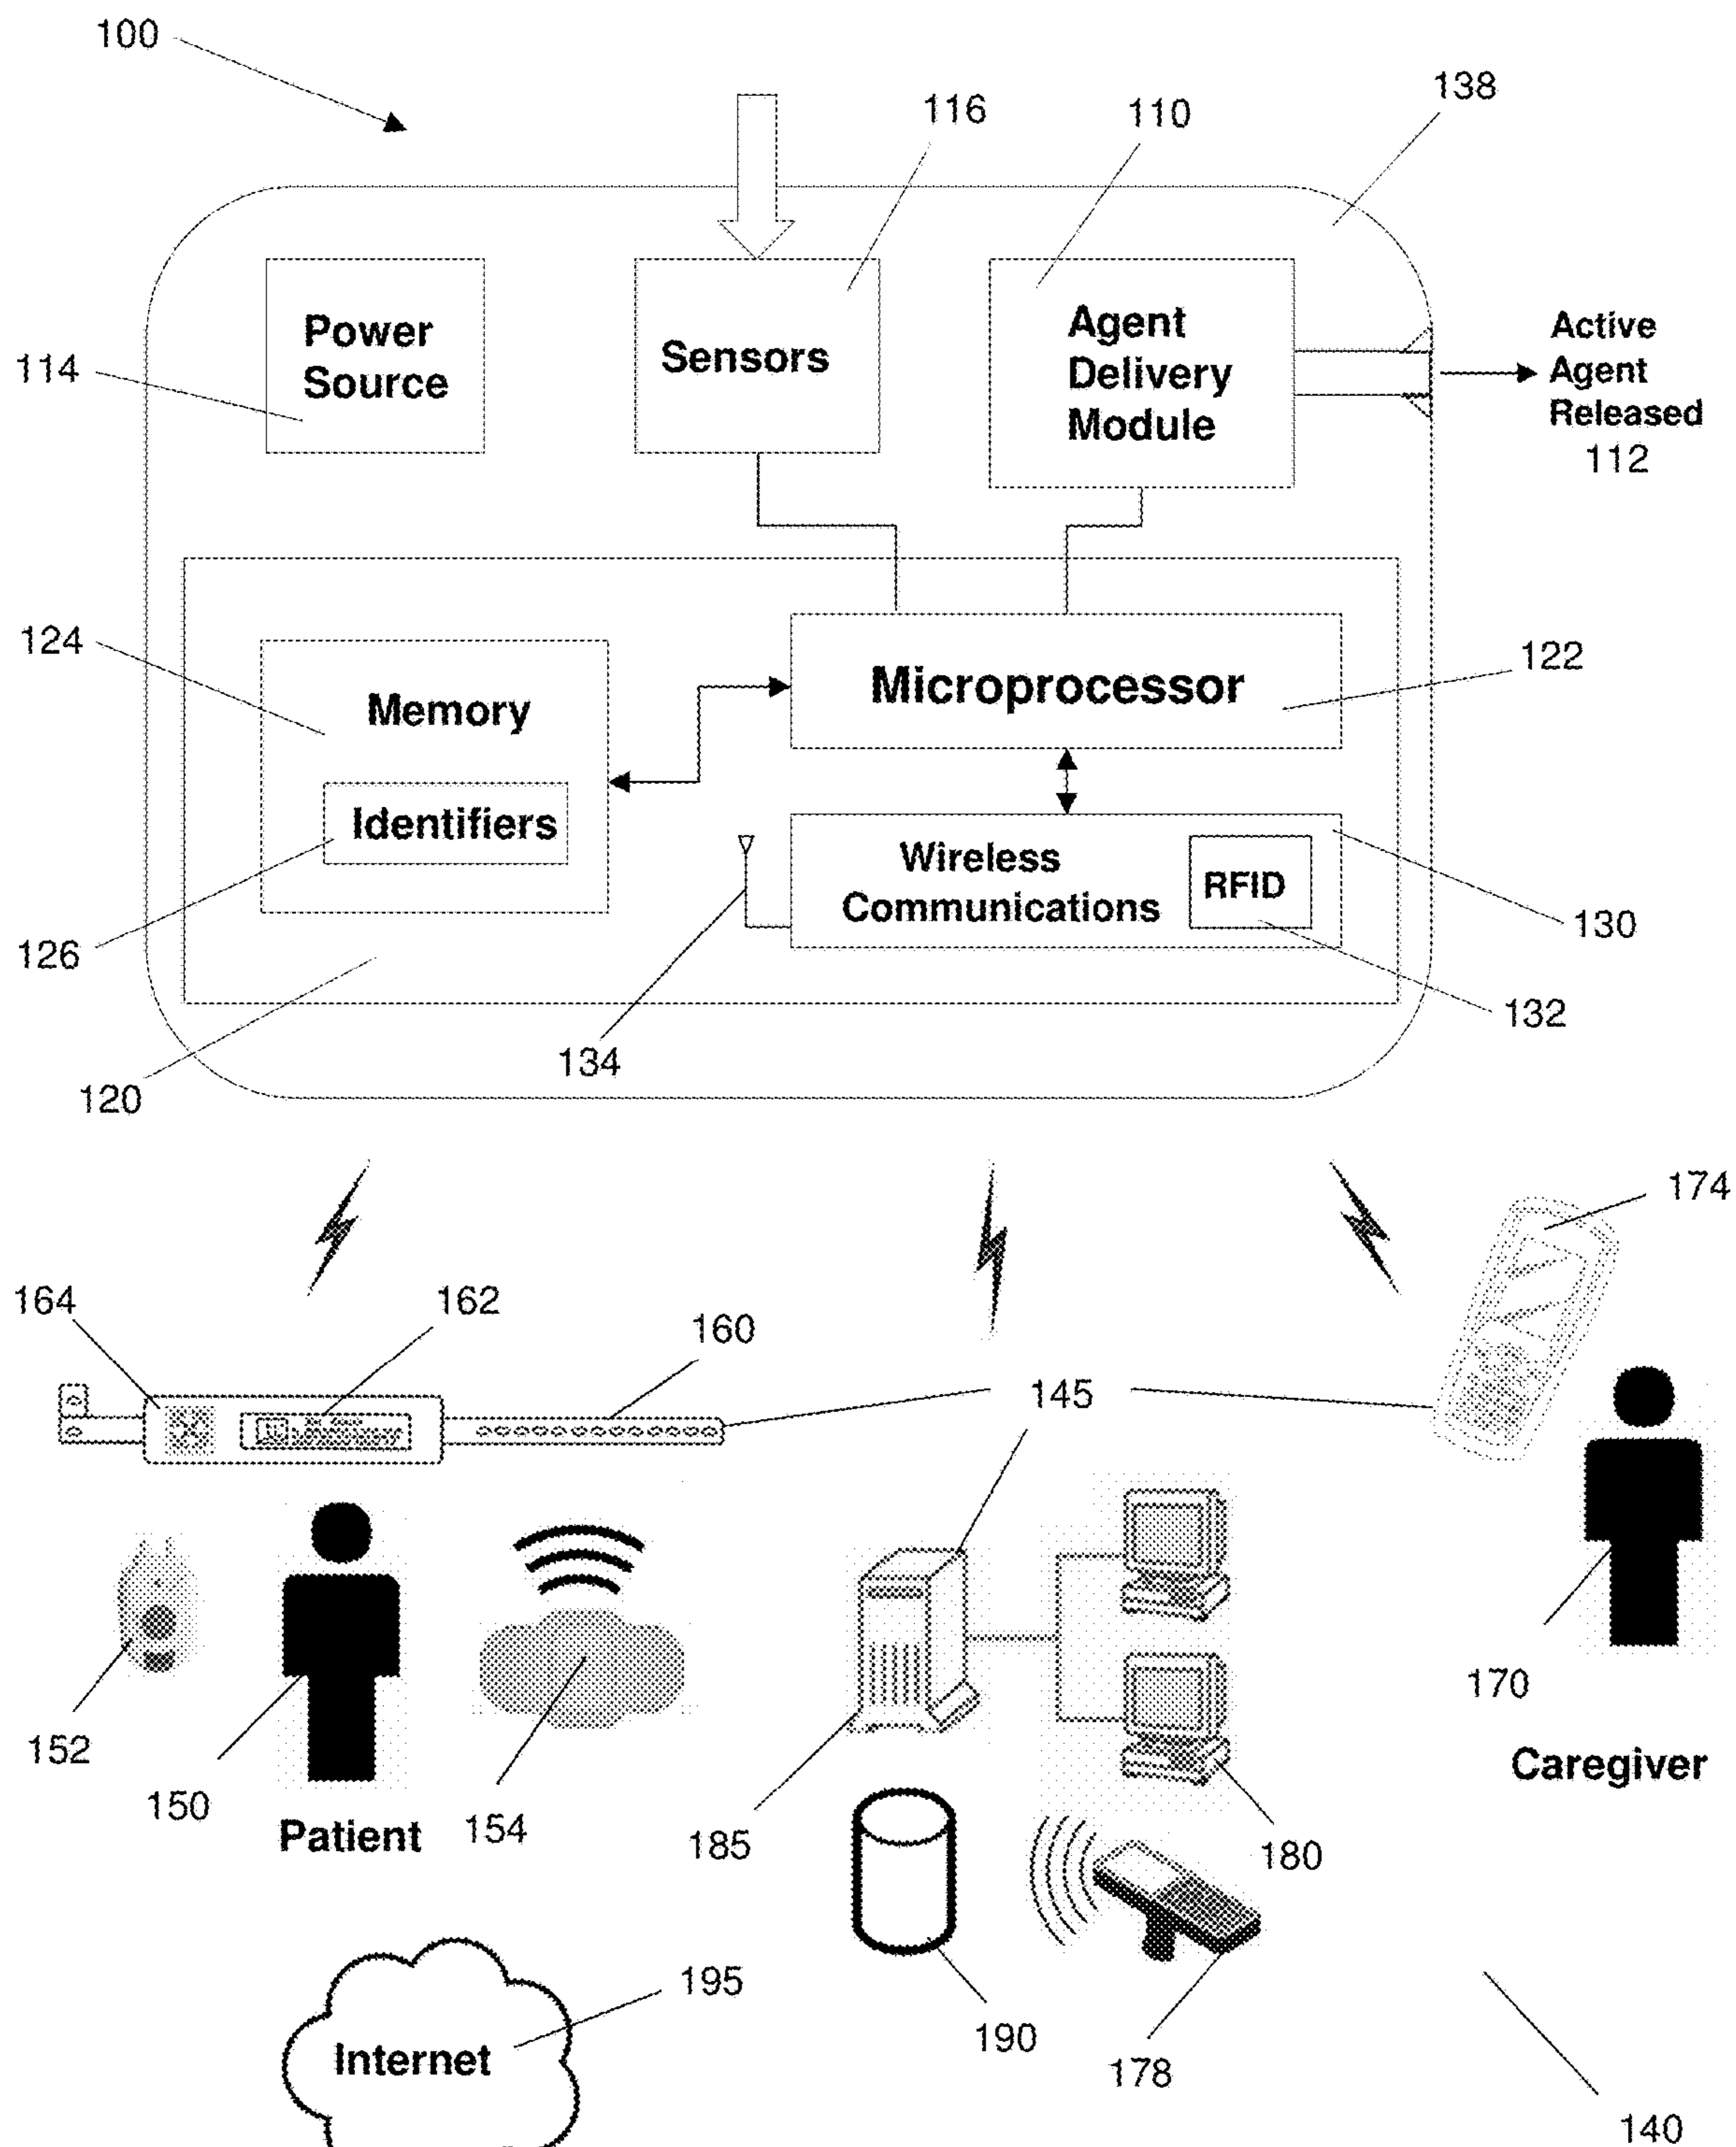 100
116
110
138
Power
Source
Sensors
Agent
Delivery
Module
Active
Agent
Released
112
114
124
Memory
Identifiers
Microprocessor
122
Wireless
Communications
RFID
130
126
132
134
120
174
164
162
160
145
152
150
Patient
154
185
180
170
Caregiver
195
Internet
190
178
140